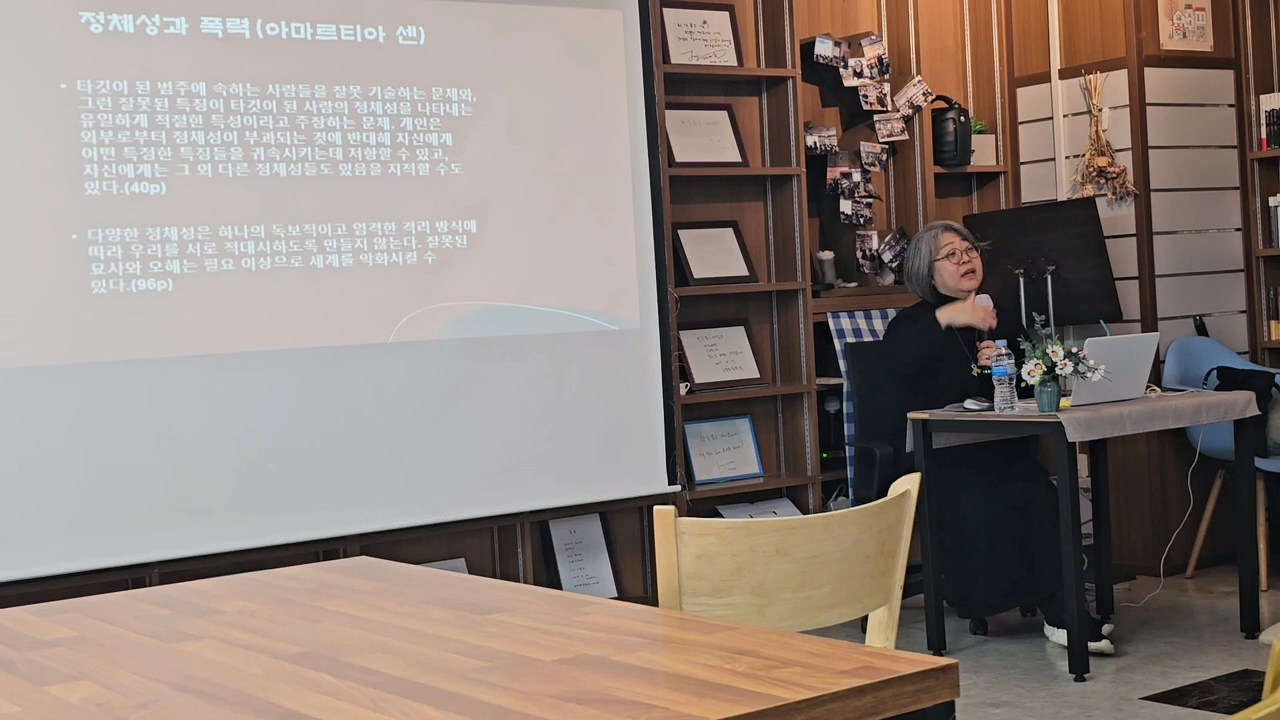 정체성과 폭력(아마르티아 센)
• 타깃이 된 범주에 속하는 사람들을 잘못 기술하는 문제와,
그런 잘못된 특징이 타깃이 된 사람의 정체성을 나타내는
유일하게 적절한 특성이라고 주장하는 문제. 개인은
외부로부터 정체성이 부과되는 것에 반대해 자신에게
어떤 특정한 특징들을 귀속시키는데 저항할 수 있고,
자신에게는 그 외 다른 정체성들도 있음을 지적할 수도
있다.(40p)
• 다양한 정체성은 하나의 독보적이고 엄격한 격리 방식에
따라 우리를 서로 적대시하도록 만들지 않는다. 잘못된
묘사와 오해는 필요 이상으로 세계를 악화시킬 수
있다.(96p)